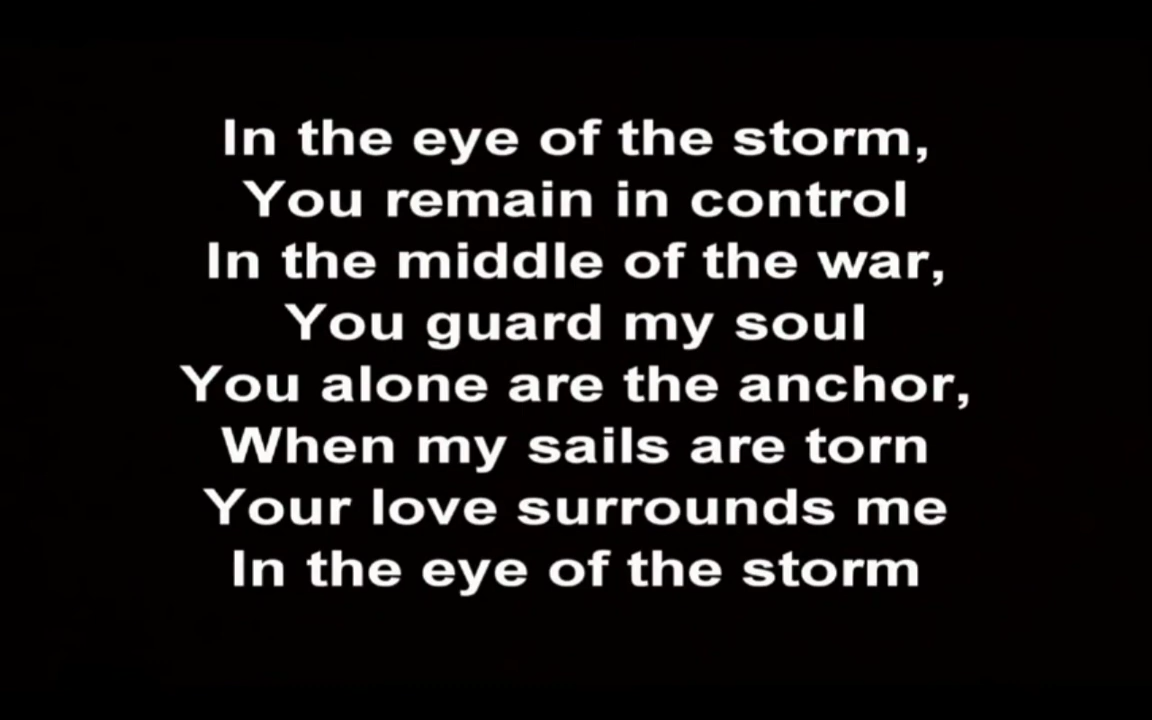 In the eye of the storm,
You remain in control
In the middle of the war,
You guard my soul
You alone are the anchor,
When my sails are torn
Your love surrounds me
In the eye of the storm